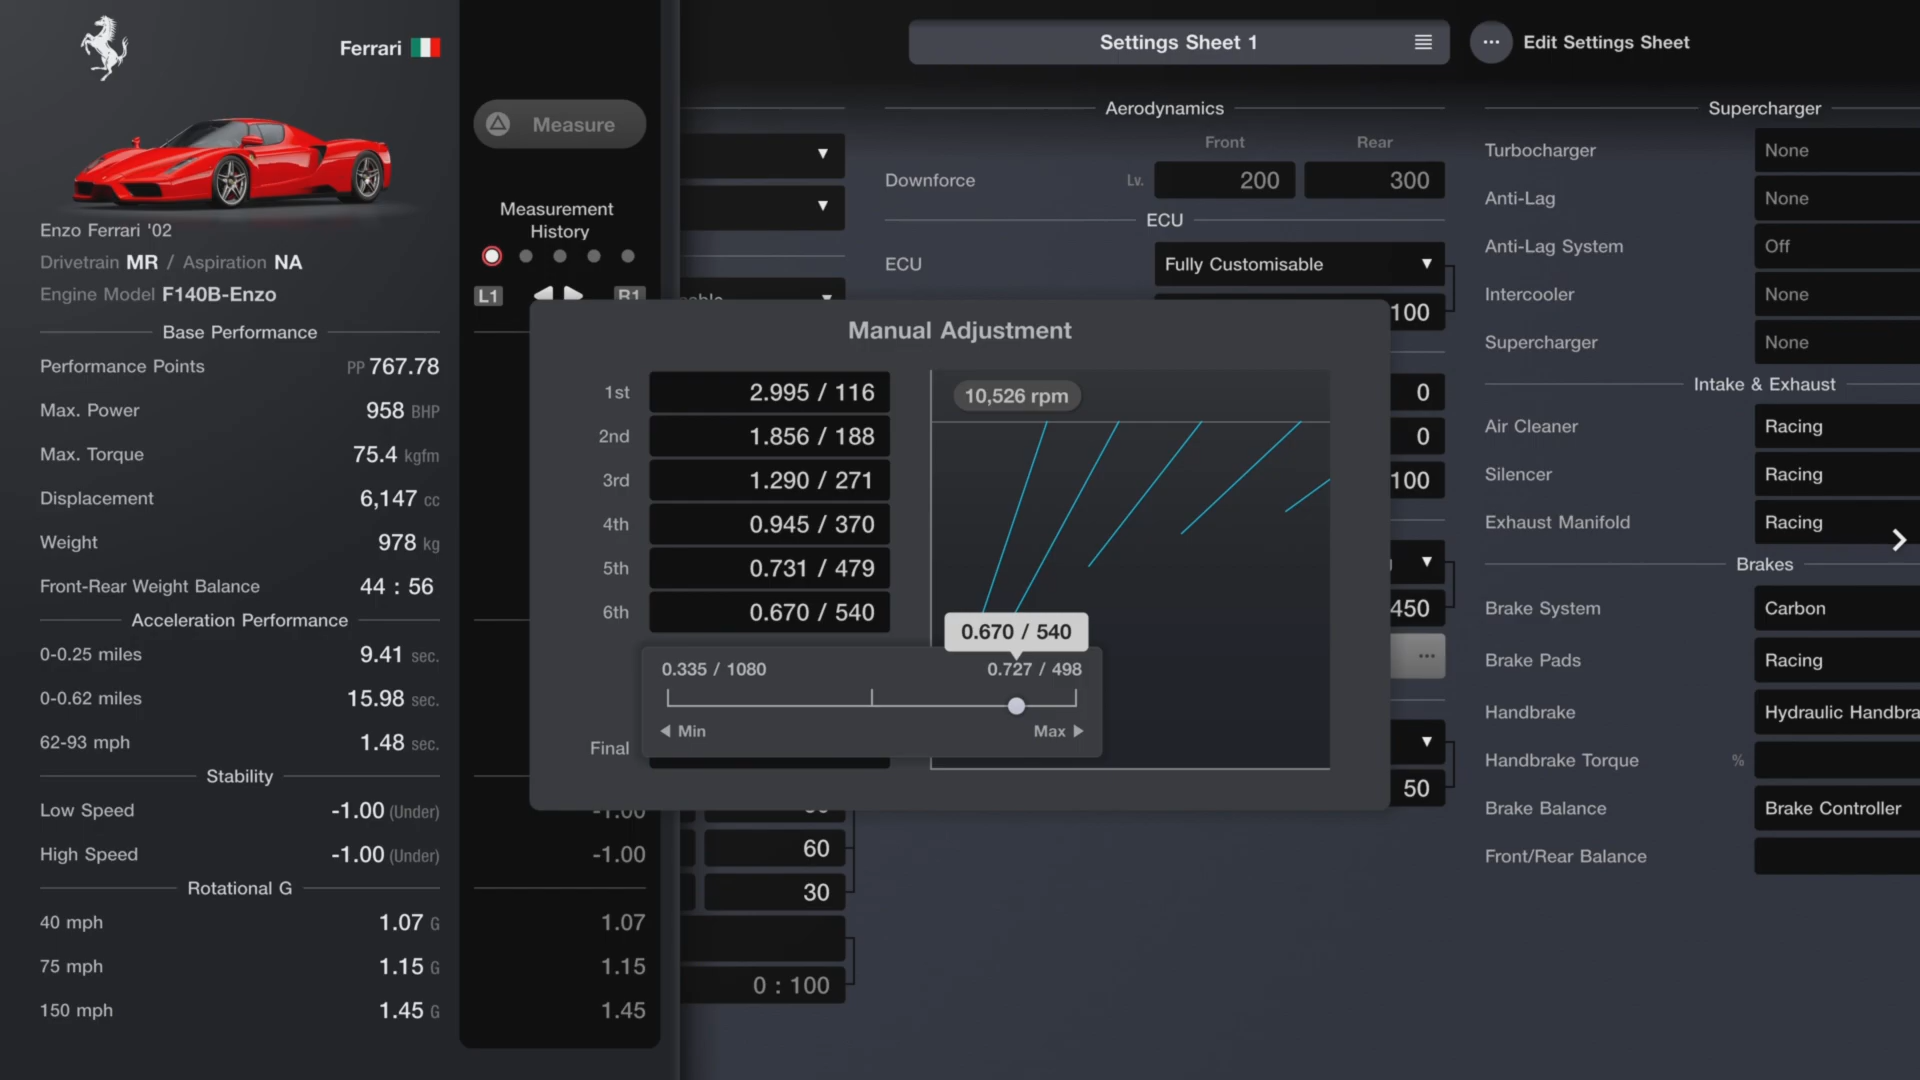 Ferrari
Enzo Ferrari '02
Drivetrain MR / Aspiration NA
Engine Model F140B-Enzo
Base Performance
Performance Points PP 767.78
Max. Power 958 BHP
Max. Torque 75.4 kgfm
Displacement 6,147 cc
Weight 978 kg
Front-Rear Weight Balance 44 : 56
Acceleration Performance
0-0.25 miles 9.41 sec.
0-0.62 miles 15.98 sec.
62-93 mph 1.48 sec.
Stability
Low Speed -1.00 (Under)
High Speed -1.00 (Under)
Rotational G
40 mph 1.07 G
75 mph 1.15 G
150 mph 1.45 G
Measure
Measurement
History
L1 R1
-1.00
-1.00
1.07
1.15
1.45
Settings Sheet 1
Edit Settings Sheet
60
30
0 : 100
Aerodynamics
Front Rear
Downforce Lv. 200 300
ECU
ECU Fully Customisable
100
0
0
100
450
50
Manual Adjustment
1st 2.995 / 116
2nd 1.856 / 188
3rd 1.290 / 271
4th 0.945 / 370
5th 0.731 / 479
6th 0.670 / 540
10,526 rpm
0.670 / 540
0.335 / 1080 0.727 / 498
Min Max
Final
Supercharger
Turbocharger None
Anti-Lag None
Anti-Lag System Off
Intercooler None
Supercharger None
Intake & Exhaust
Air Cleaner Racing
Silencer Racing
Exhaust Manifold Racing
Brakes
Brake System Carbon
Brake Pads Racing
Handbrake Hydraulic Handbra
Handbrake Torque %
Brake Balance Brake Controller
Front/Rear Balance